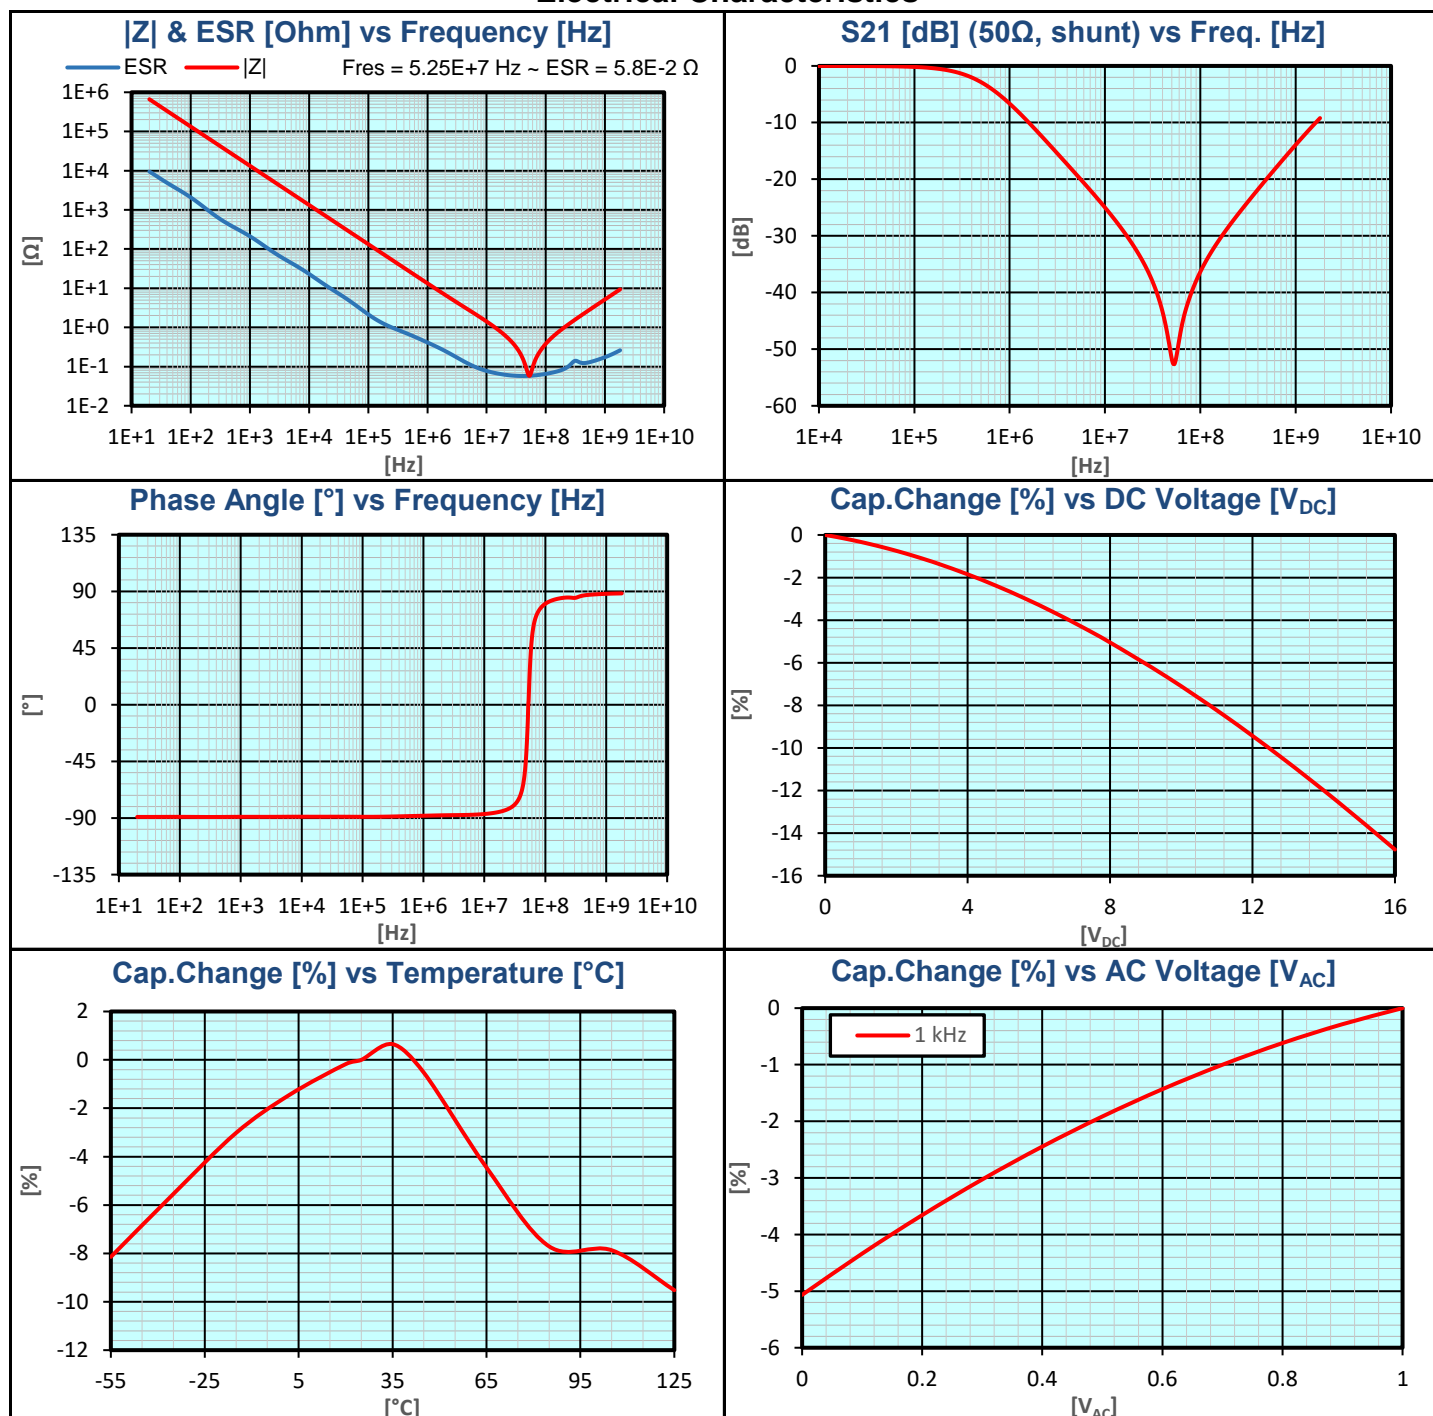 Electrical Characteristics
|Z| & ESR [Ohm] vs Frequency [Hz]
ESR |Z| Fres = 5.25E+7 Hz ~ ESR = 5.8E-2 Ω
1E+6
1E+5
1E+4
1E+3
1E+2
1E+1
1E+0
1E-1
1E-2
[Ω]
1E+1 1E+2 1E+3 1E+4 1E+5 1E+6 1E+7 1E+8 1E+9 1E+10
[Hz]
S21 [dB] (50Ω, shunt) vs Freq. [Hz]
0
-10
-20
-30
-40
-50
-60
[dB]
1E+4 1E+5 1E+6 1E+7 1E+8 1E+9 1E+10
[Hz]
Phase Angle [°] vs Frequency [Hz]
135
90
45
0
-45
-90
-135
[°]
1E+1 1E+2 1E+3 1E+4 1E+5 1E+6 1E+7 1E+8 1E+9 1E+10
[Hz]
Cap.Change [%] vs DC Voltage [VDC]
0
-2
-4
-6
-8
-10
-12
-14
-16
[%]
0 4 8 12 16
[VDC]
Cap.Change [%] vs Temperature [°C]
2
0
-2
-4
-6
-8
-10
-12
[%]
-55 -25 5 35 65 95 125
[°C]
Cap.Change [%] vs AC Voltage [VAC]
1 kHz
0
-1
-2
-3
-4
-5
-6
[%]
0 0.2 0.4 0.6 0.8 1
[VAC]